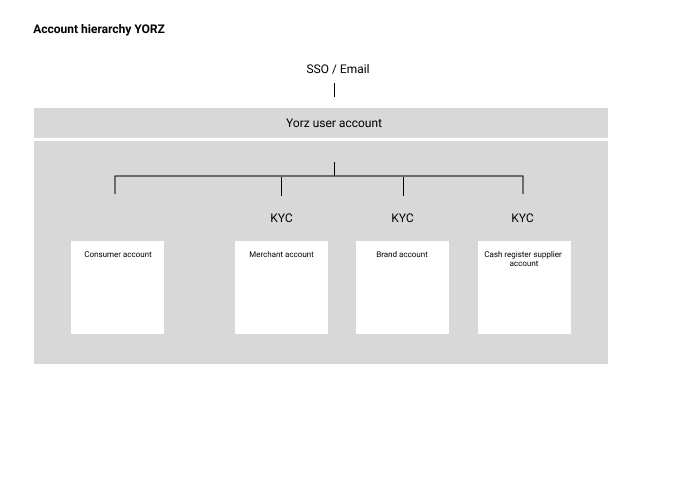 Account hierarchy YORZ
SSO / Email
Yorz user account
KYC
KYC
KYC
Consumer account
Merchant account
Brand account
Cash register supplier
account